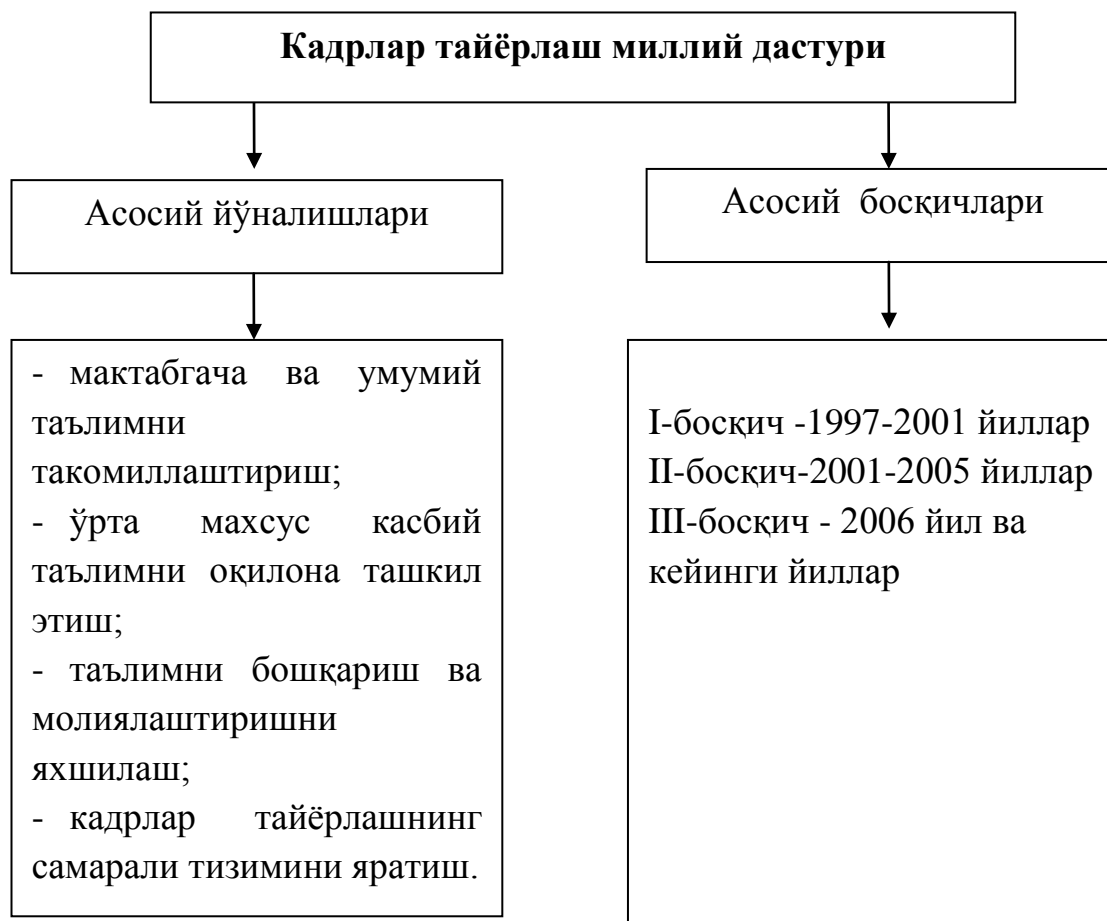 Кадрлар тайёрлаш миллий дастури
Асосий йўналишлари
Асосий босқичлари
- мактабгача ва умумий
таълимни
такомиллаштириш;
- ўрта махсус касбий
таълимни оқилона ташкил
этиш;
- таълимни бошқариш ва
молиялаштиришни
яхшилаш;
- кадрлар тайёрлашнинг
самарали тизимини яратиш.
I-босқич -1997-2001 йиллар
II-босқич-2001-2005 йиллар
III-босқич - 2006 йил ва
кейинги йиллар